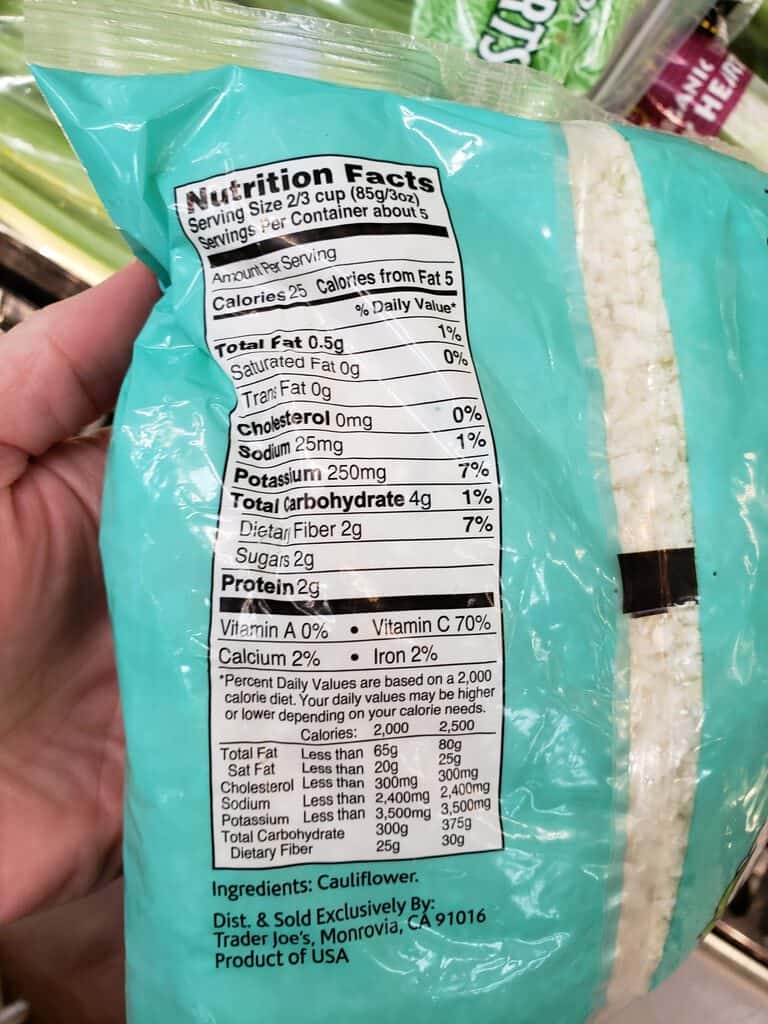 RTS
ANIC
HEART
Nutrition Facts
Serving Size 2/3 cup (85g/3oz)
Servings Per Container about 5
Amount Per Serving
Calories 25 Calories from Fat 5
% Daily Value*
Total Fat 0.5g 1%
Saturated Fat 0g 0%
Trans Fat 0g
Cholesterol 0mg 0%
Sodium 25mg 1%
Potassium 250mg 7%
Total Carbohydrate 4g 1%
Dietary Fiber 2g 7%
Sugars 2g
Protein 2g
Vitamin A 0% • Vitamin C 70%
Calcium 2% • Iron 2%
*Percent Daily Values are based on a 2,000
calorie diet. Your daily values may be higher
or lower depending on your calorie needs.
Calories: 2,000 2,500
Total Fat Less than 65g 80g
Sat Fat Less than 20g 25g
Cholesterol Less than 300mg 300mg
Sodium Less than 2,400mg 2,400mg
Potassium Less than 3,500mg 3,500mg
Total Carbohydrate 300g 375g
Dietary Fiber 25g 30g
Ingredients: Cauliflower.
Dist. & Sold Exclusively By:
Trader Joe's, Monrovia, CA 91016
Product of USA